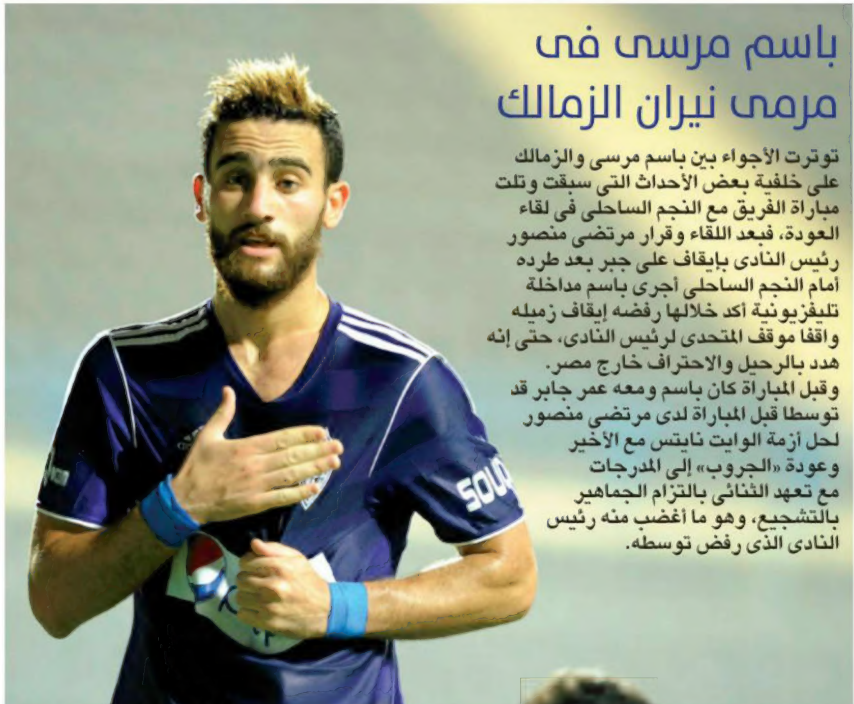 باسم مرسى فى
مرمى نيران الزمالك
توترت الأجواء بين باسم مرسى والزمالك
على خلفية بعض الأحداث التى سبقت وتلت
مباراة الفريق مع النجم الساحلى فى لقاء
العودة، فبعد اللقاء وقرار مرتضى منصور
رئيس النادى بإيقاف على جبر بعد طرده
أمام النجم الساحلى أجرى باسم مداخلة
تليفزيونية أكد خلالها رفضه إيقاف زميله
واقفا موقف المتحدى لرئيس النادى، حتى إنه
هدد بالرحيل والاحتراف خارج مصر.
وقبل المباراة كان باسم ومعه عمر جابر قد
توسطا قبل المباراة لدى مرتضى منصور
لحل أزمة الوايت نايتس مع الأخير
وعودة «الجروب» إلى المدرجات
مع تعهد الثنائى بالتزام الجماهير
بالتشجيع، وهو ما أغضب منه رئيس
النادى الذى رفض توسطه.
SOUQ